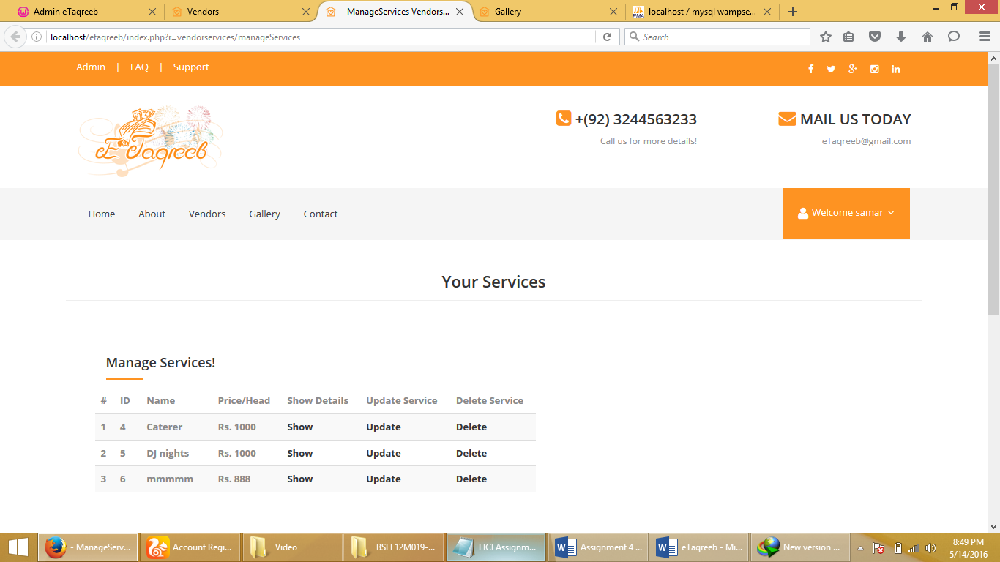 Admin eTaqreeb
Vendors
- ManageServices Vendors...
Gallery
localhost / mysql wampse...
localhost/etaqreeb/index.php?r=vendorservices/manageServices
Search
Admin | FAQ | Support
eTaqreeb
+(92) 3244563233
Call us for more details!
MAIL US TODAY
eTaqreeb@gmail.com
Home About Vendors Gallery Contact
Welcome samar
Your Services
Manage Services!
# ID Name Price/Head Show Details Update Service Delete Service
1 4 Caterer Rs. 1000 Show Update Delete
2 5 DJ nights Rs. 1000 Show Update Delete
3 6 mmmmm Rs. 888 Show Update Delete
- ManageServ...
Account Regi...
Video
BSEF12M019-...
HCI Assignm...
Assignment 4 ...
eTaqreeb - Mi...
New version ...
8:49 PM
5/14/2016